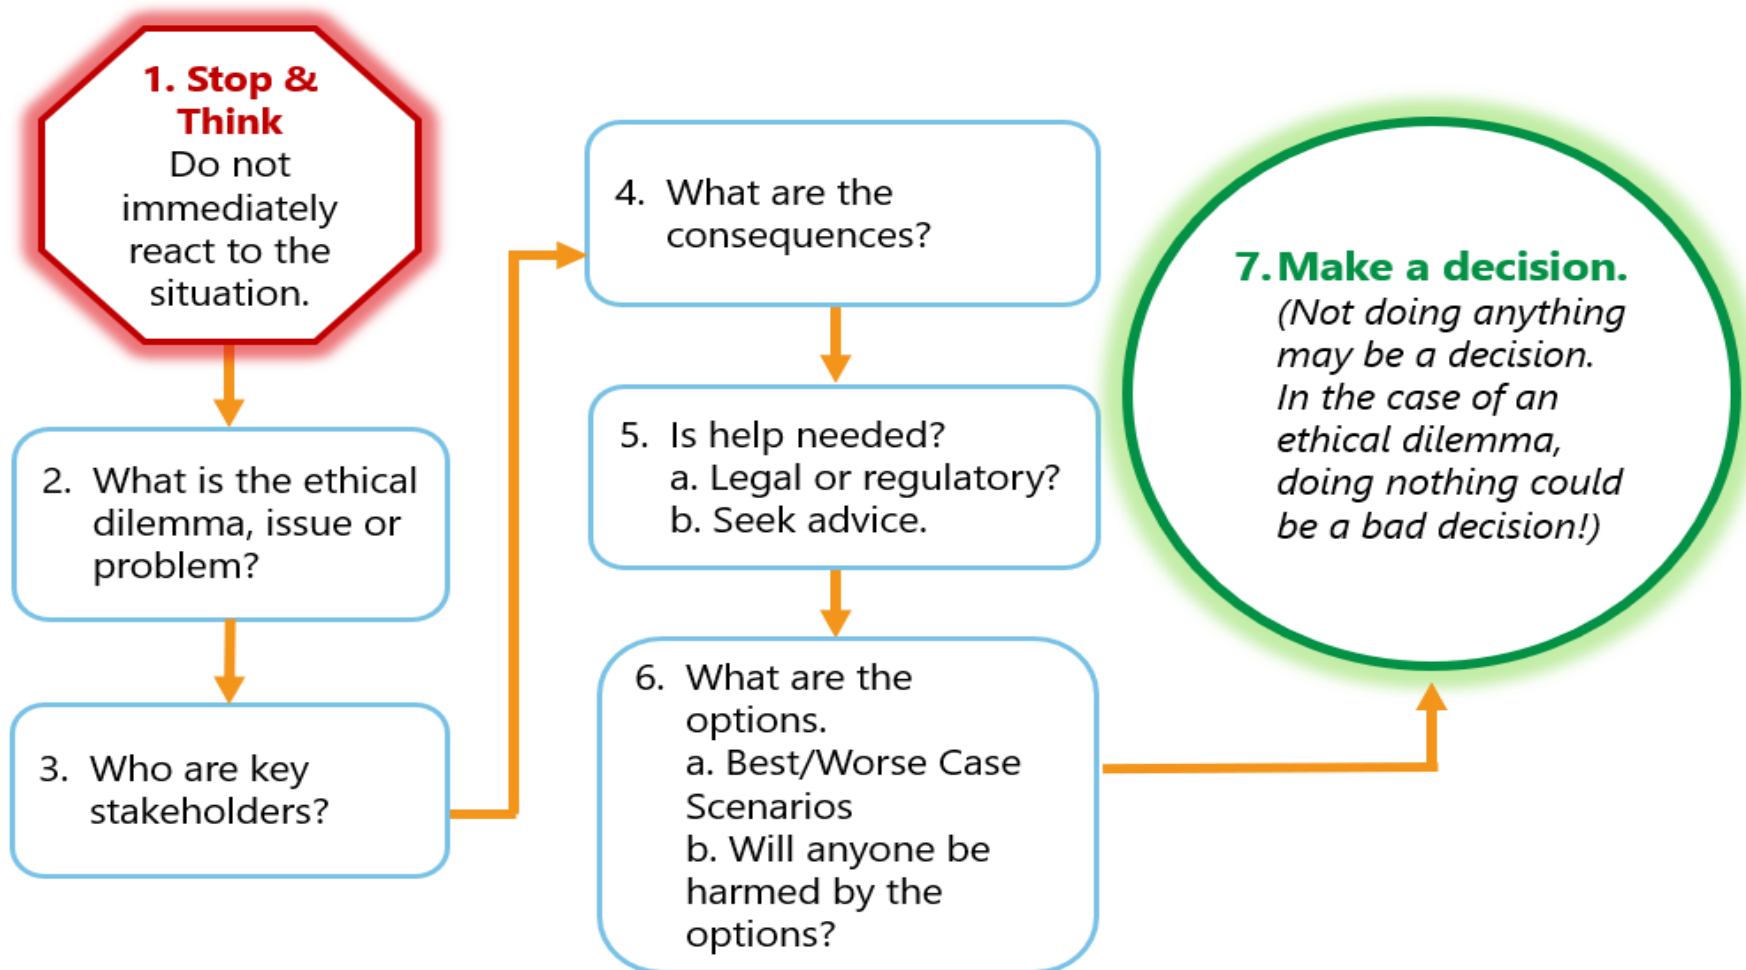 1. Stop &
Think
Do not
immediately
react to the
situation.
2. What is the ethical
dilemma, issue or
problem?
3. Who are key
stakeholders?
4. What are the
consequences?
5. Is help needed?
a. Legal or regulatory?
b. Seek advice.
6. What are the
options.
a. Best/Worse Case
Scenarios
b. Will anyone be
harmed by the
options?
7. Make a decision.
(Not doing anything
may be a decision.
In the case of an
ethical dilemma,
doing nothing could
be a bad decision!)